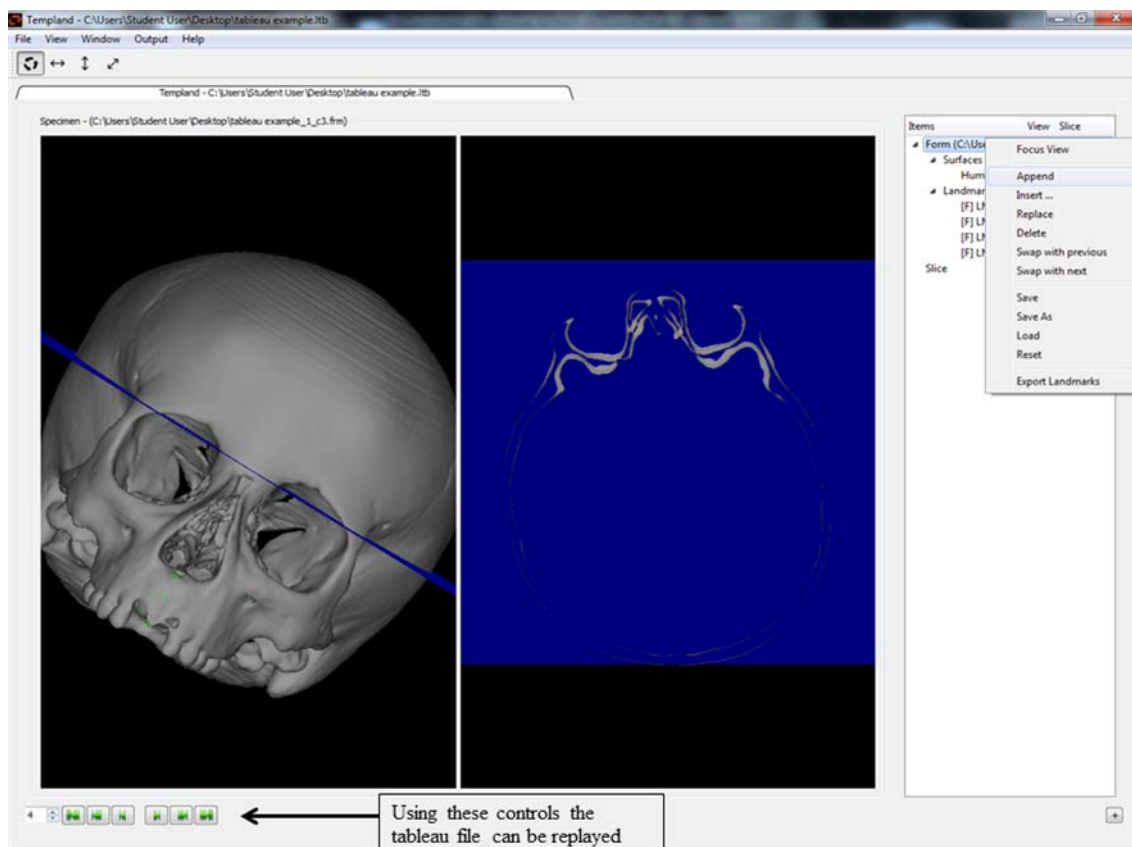 Templand - C:\Users\Student User\Desktop\tableau example.ltb
File View Window Output Help
Templand - C:\Users\Student User\Desktop\tableau example.ltb
Specimen - (C:\Users\Student User\Desktop\tableau example_1_c3.frm)
Items View Slice
Form (C:\Use
Surfaces
Hum
Landmar
[F] LN
[F] LN
[F] LN
[F] LN
Slice
Focus View
Append
Insert ...
Replace
Delete
Swap with previous
Swap with next
Save
Save As
Load
Reset
Export Landmarks
4
Using these controls the
tableau file can be replayed